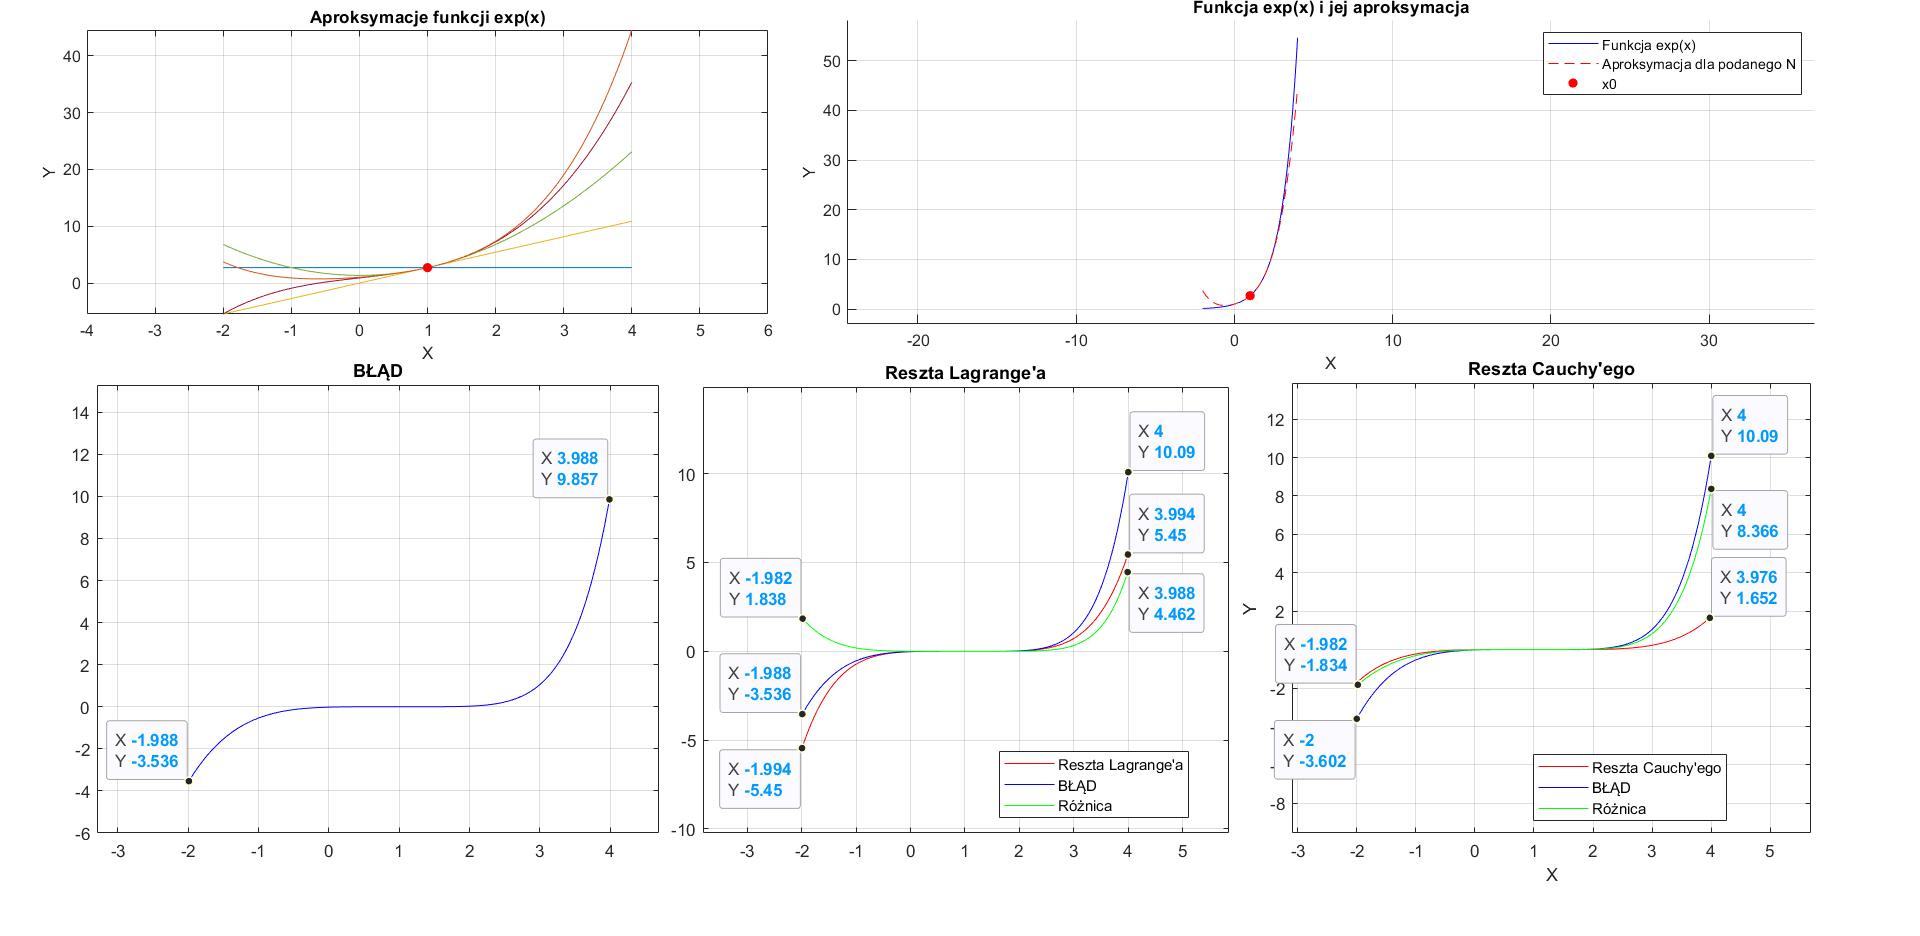 Aproksymacje funkcji exp(x)
40
30
20
10
0
Y
-4 -3 -2 -1 0 1 2 3 4 5 6
X
Funkcja exp(x) i jej aproksymacja
50
40
30
20
10
0
Y
-20 -10 0 10 20 30
X
Funkcja exp(x)
Aproksymacja dla podanego N
x0
BŁĄD
14
12
10
8
6
4
2
0
-2
-4
-6
-3 -2 -1 0 1 2 3 4
X 3.988
Y 9.857
X -1.988
Y -3.536
Reszta Lagrange'a
10
5
0
-5
-10
-3 -2 -1 0 1 2 3 4 5
X 4
Y 10.09
X 3.994
Y 5.45
X 3.988
Y 4.462
X -1.982
Y 1.838
X -1.988
Y -3.536
X -1.994
Y -5.45
Reszta Lagrange'a
BŁĄD
Różnica
Reszta Cauchy'ego
12
10
8
6
4
2
-2
-8
Y
-3 -2 -1 0 1 2 3 4 5
X
X 4
Y 10.09
X 4
Y 8.366
X 3.976
Y 1.652
X -1.982
Y -1.834
X -2
Y -3.602
Reszta Cauchy'ego
BŁĄD
Różnica